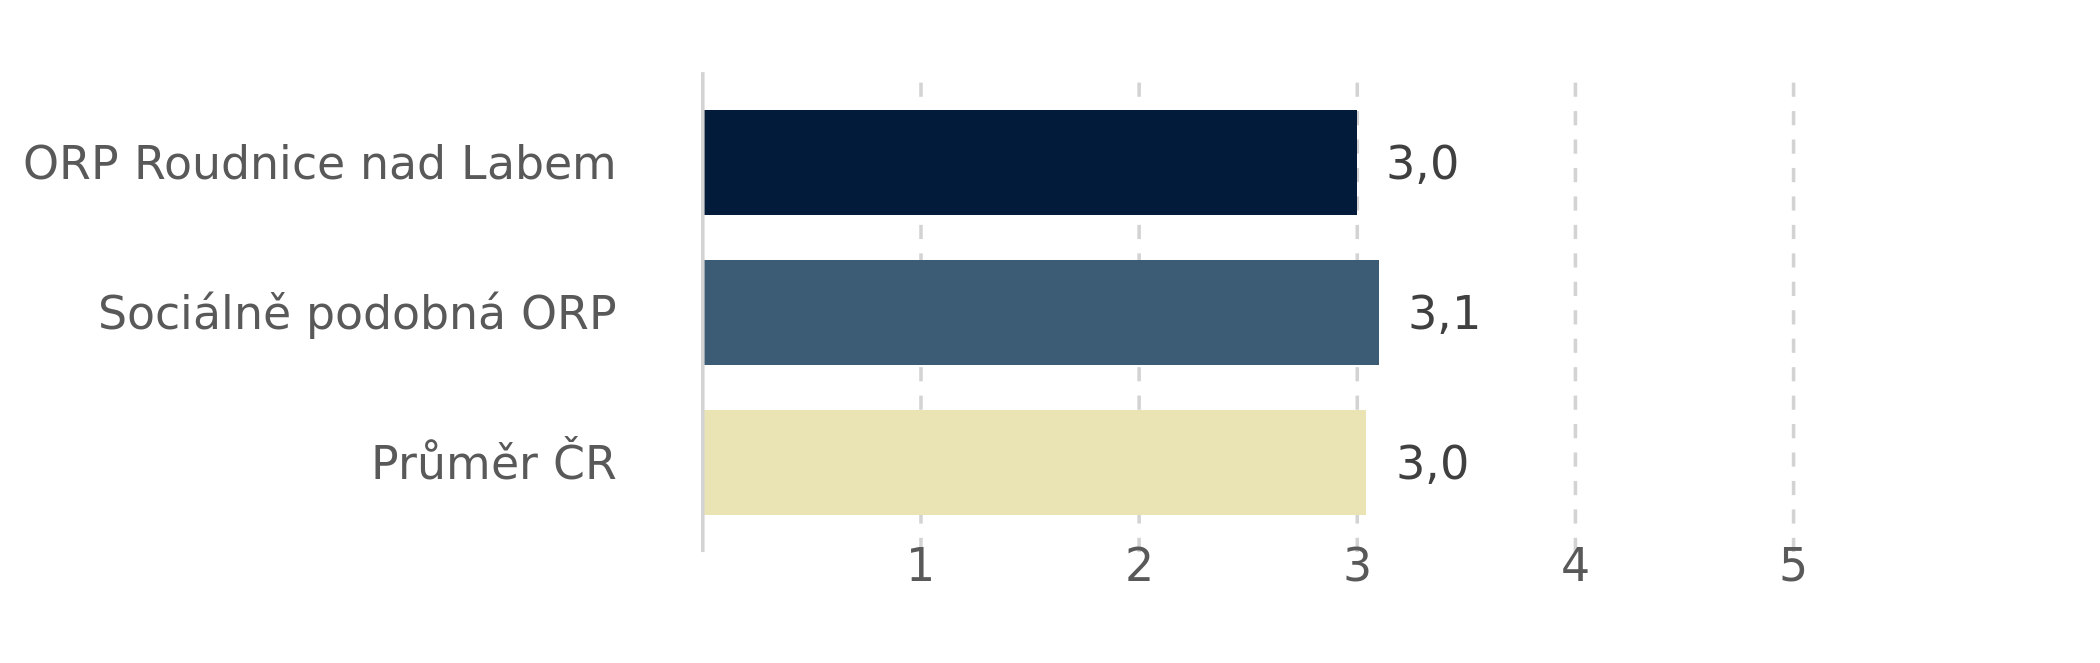 ORP Roudnice nad Labem 3,0
Sociálně podobná ORP 3,1
Průměr ČR 3,0
1 2 3 4 5